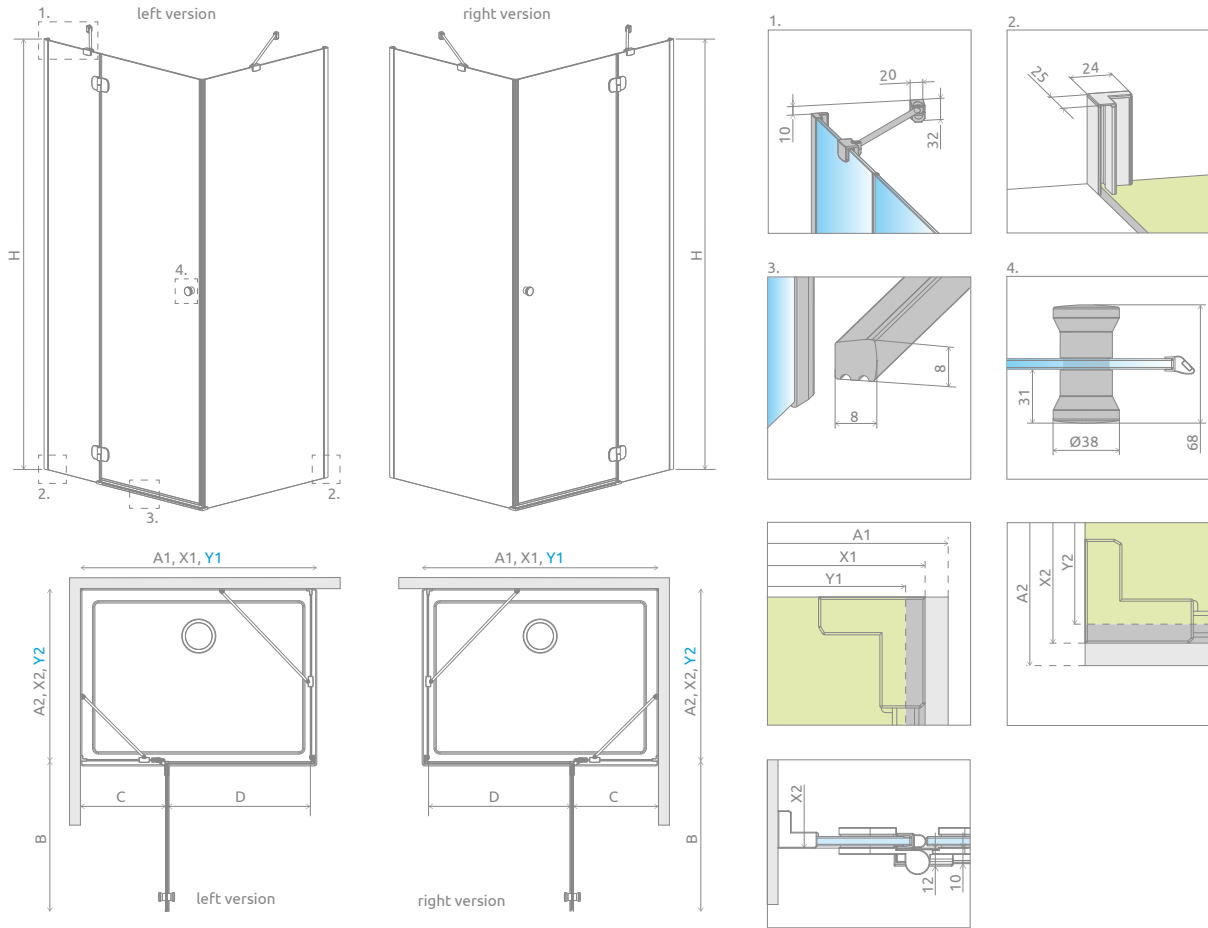 left version
right version
1.
H
4.
2.
3.
2.
H
A1, X1, Y1
A2, X2, Y2
B
C
D
left version
A1, X1, Y1
A2, X2, Y2
B
D
C
right version
1.
20
10
32
2.
24
25
3.
8
8
4.
31
Ø38
68
A1
X1
Y1
A2
X2
Y2
X2
12
10